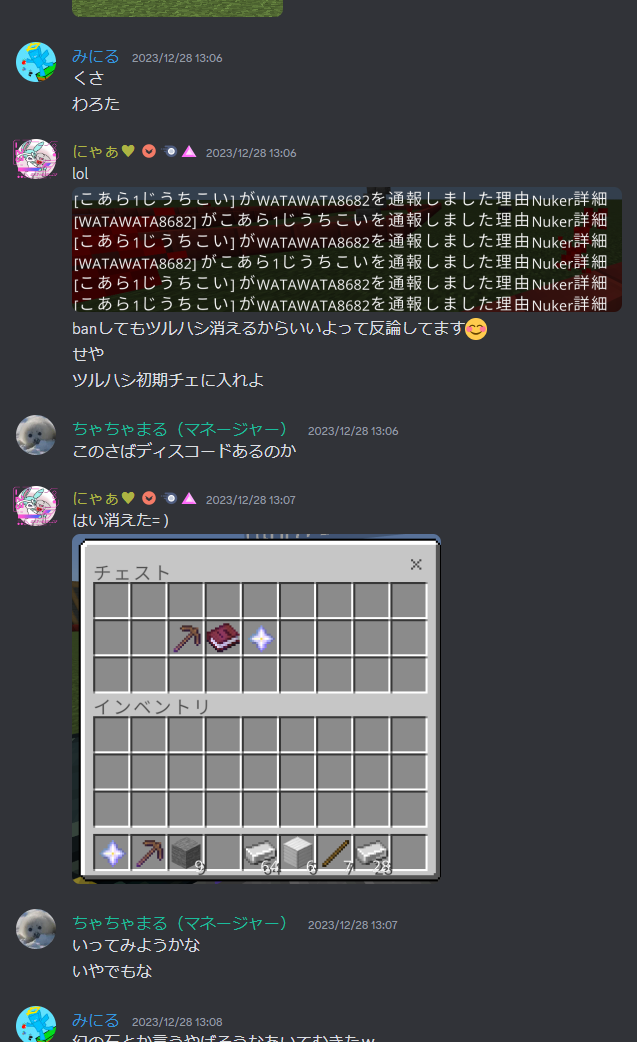 みにる 2023/12/28 13:06
くさ
わろた
にゃぁ♥ 2023/12/28 13:06
lol
[こあら1じうちこい] がWATAWATA8682を通報しました理由Nuker詳細
[WATAWATA8682] がこあら1じうちこいを通報しました理由Nuker詳細
[こあら1じうちこい] がWATAWATA8682を通報しました理由Nuker詳細
[WATAWATA8682] がこあら1じうちこいを通報しました理由Nuker詳細
[こあら1じうちこい] がWATAWATA8682を通報しました理由Nuker詳細
[こあら1じうちこい] がWATAWATA8682を通報しました理由Nuker詳細
banしてもツルハシ消えるからいいよって反論してます😊
せや
ツルハシ初期チェに入れよ
ちゃちゃまる（マネージャー） 2023/12/28 13:06
このさばディスコードあるのか
にゃぁ♥ 2023/12/28 13:07
はい消えた=)
チェスト
インベントリ
9 64 6 7 28
ちゃちゃまる（マネージャー） 2023/12/28 13:07
いってみようかな
いやでもな
みにる 2023/12/28 13:08